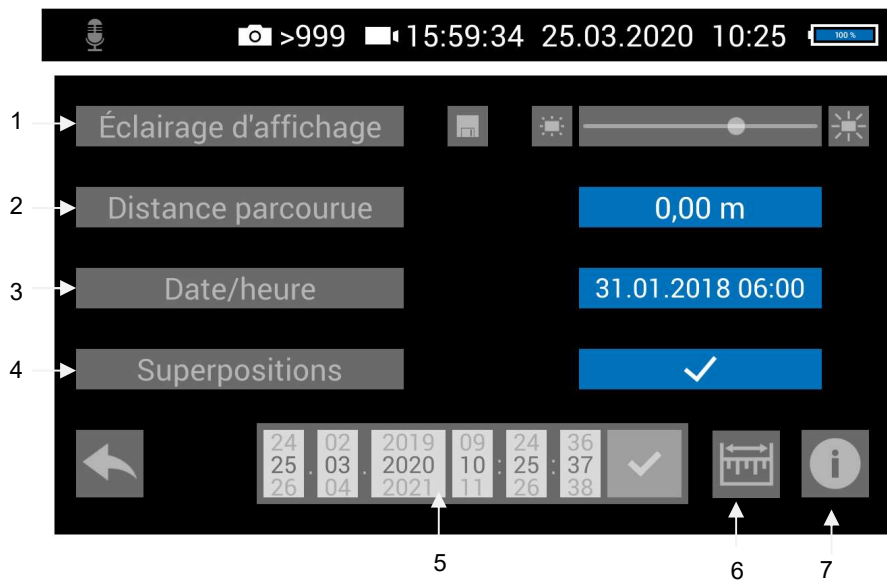 >999 15:59:34 25.03.2020 10:25 100 %
1 Éclairage d'affichage
2 Distance parcourue 0,00 m
3 Date/heure 31.01.2018 06:00
4 Superpositions
24 02 2019 09 24 36
25 . 03 . 2020 10 : 25 : 37
26 04 2021 11 26 38
i
5 6 7